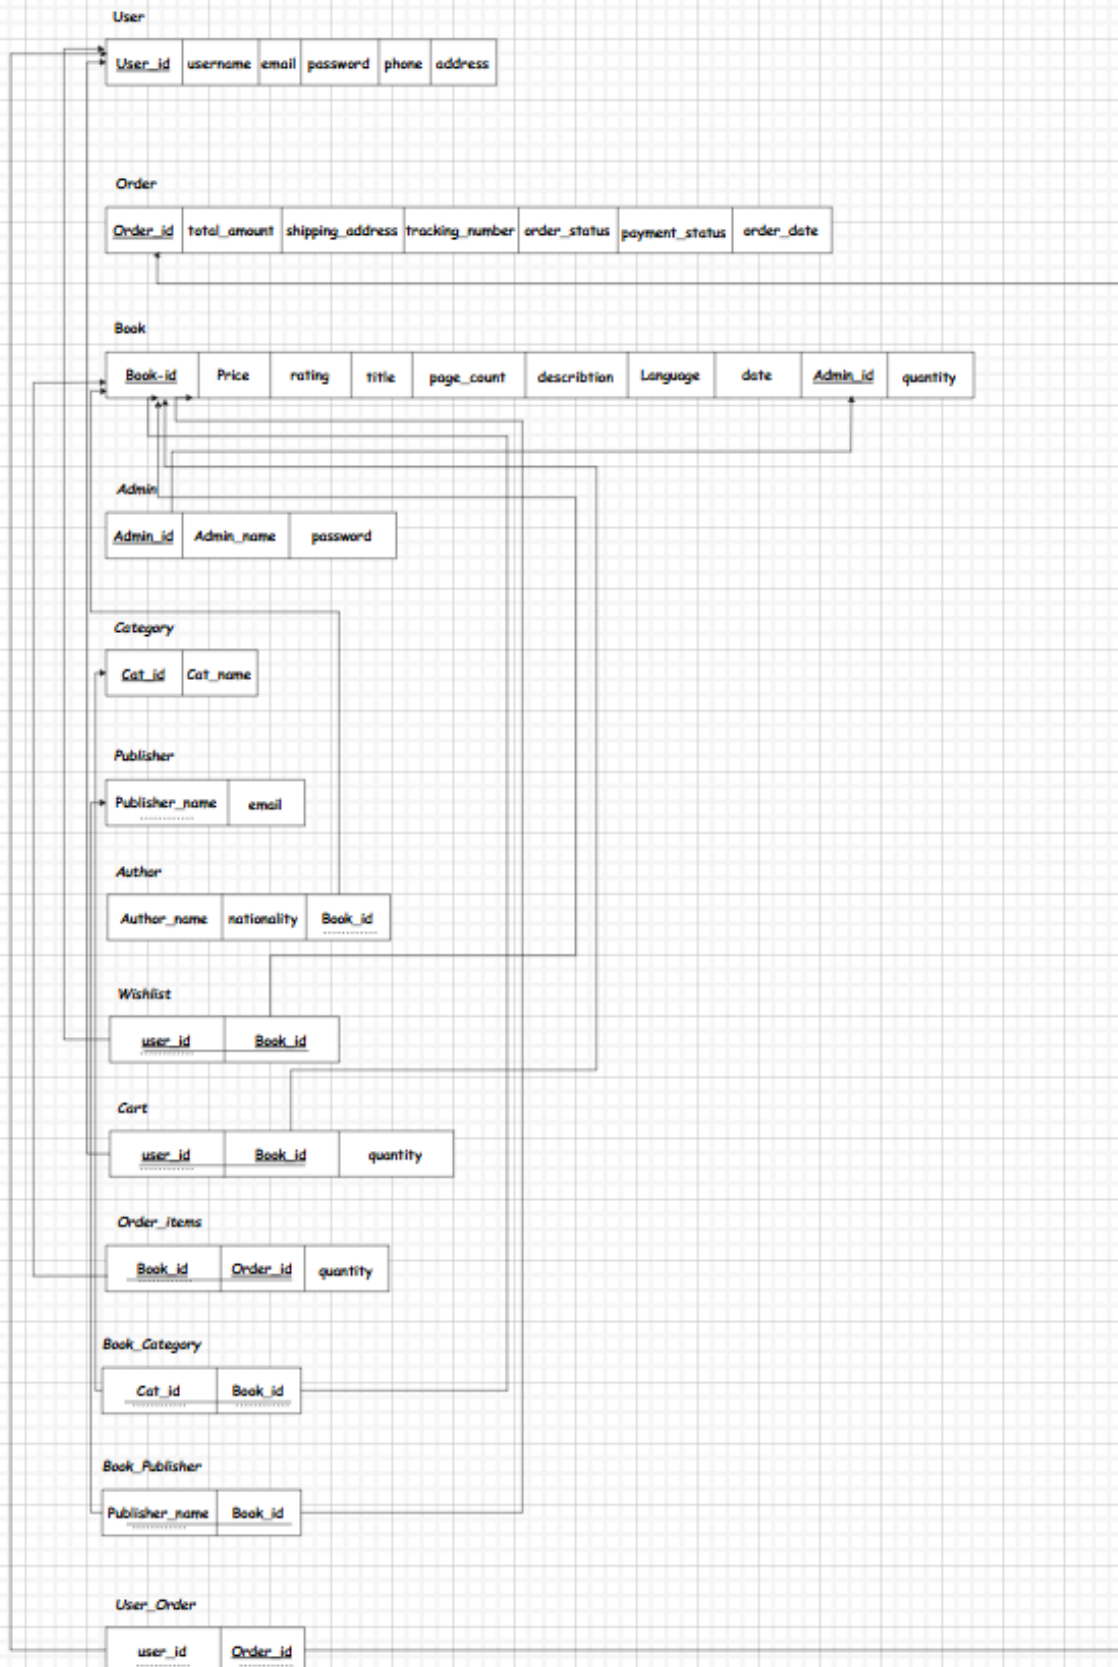 User
User_id username email password phone address
Order
Order_id total_amount shipping_address tracking_number order_status payment_status order_date
Book
Book-id Price rating title page_count describtion Language date Admin_id quantity
Admin
Admin_id Admin_name password
Category
Cat_id Cat_name
Publisher
Publisher_name email
Author
Author_name nationality Book_id
Wishlist
user_id Book_id
Cart
user_id Book_id quantity
Order_items
Book_id Order_id quantity
Book_Category
Cat_id Book_id
Book_Publisher
Publisher_name Book_id
User_Order
user_id Order_id